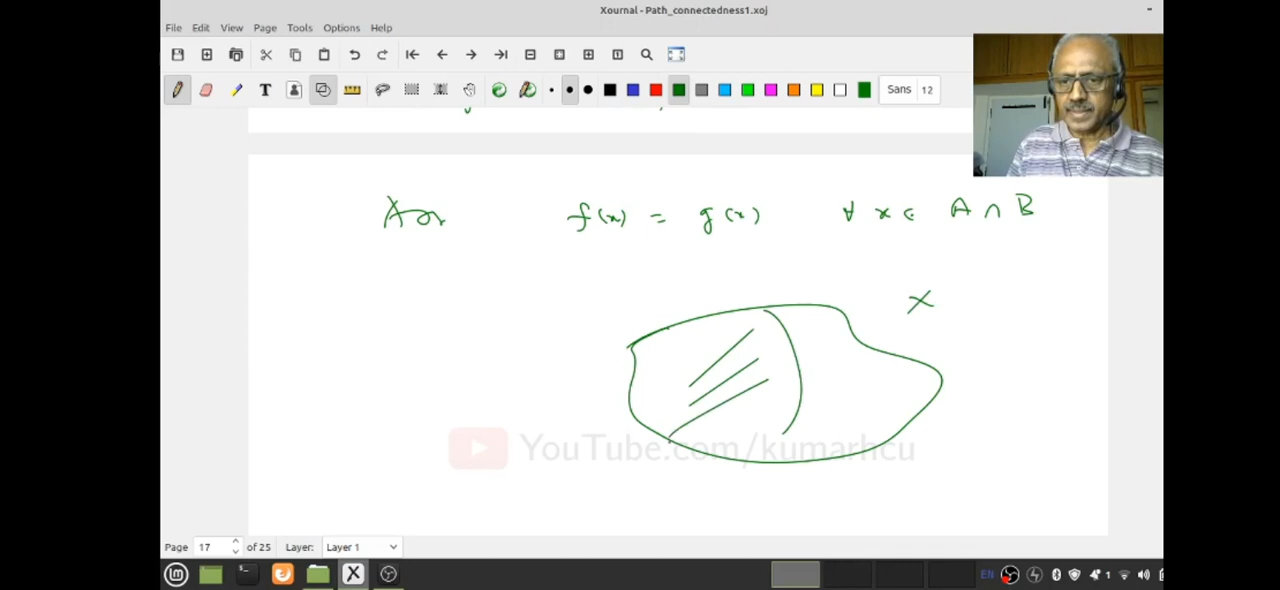 Xournal - Path_connectedness1.xoj
File Edit View Page Tools Options Help
T Sans 12
f(x) = g(x) ∀ x ∈ A ∩ B
X
YouTube.com/kumarhcu
Page 17 of 25 Layer: Layer 1
X EN 1